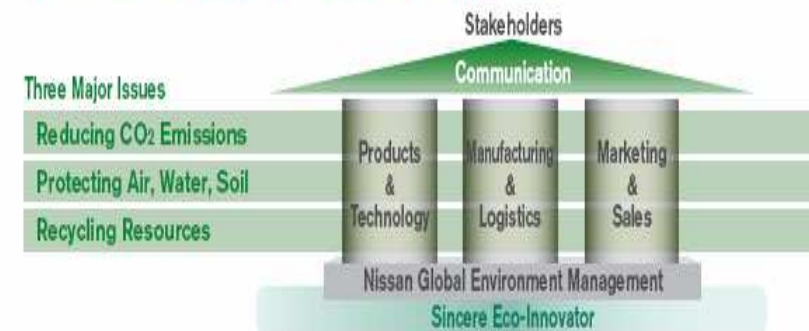 Stakeholders
Communication
Three Major Issues
Reducing CO2 Emissions
Protecting Air, Water, Soil
Recycling Resources
Products
&
Technology
Manufacturing
&
Logistics
Marketing
&
Sales
Nissan Global Environment Management
Sincere Eco-Innovator